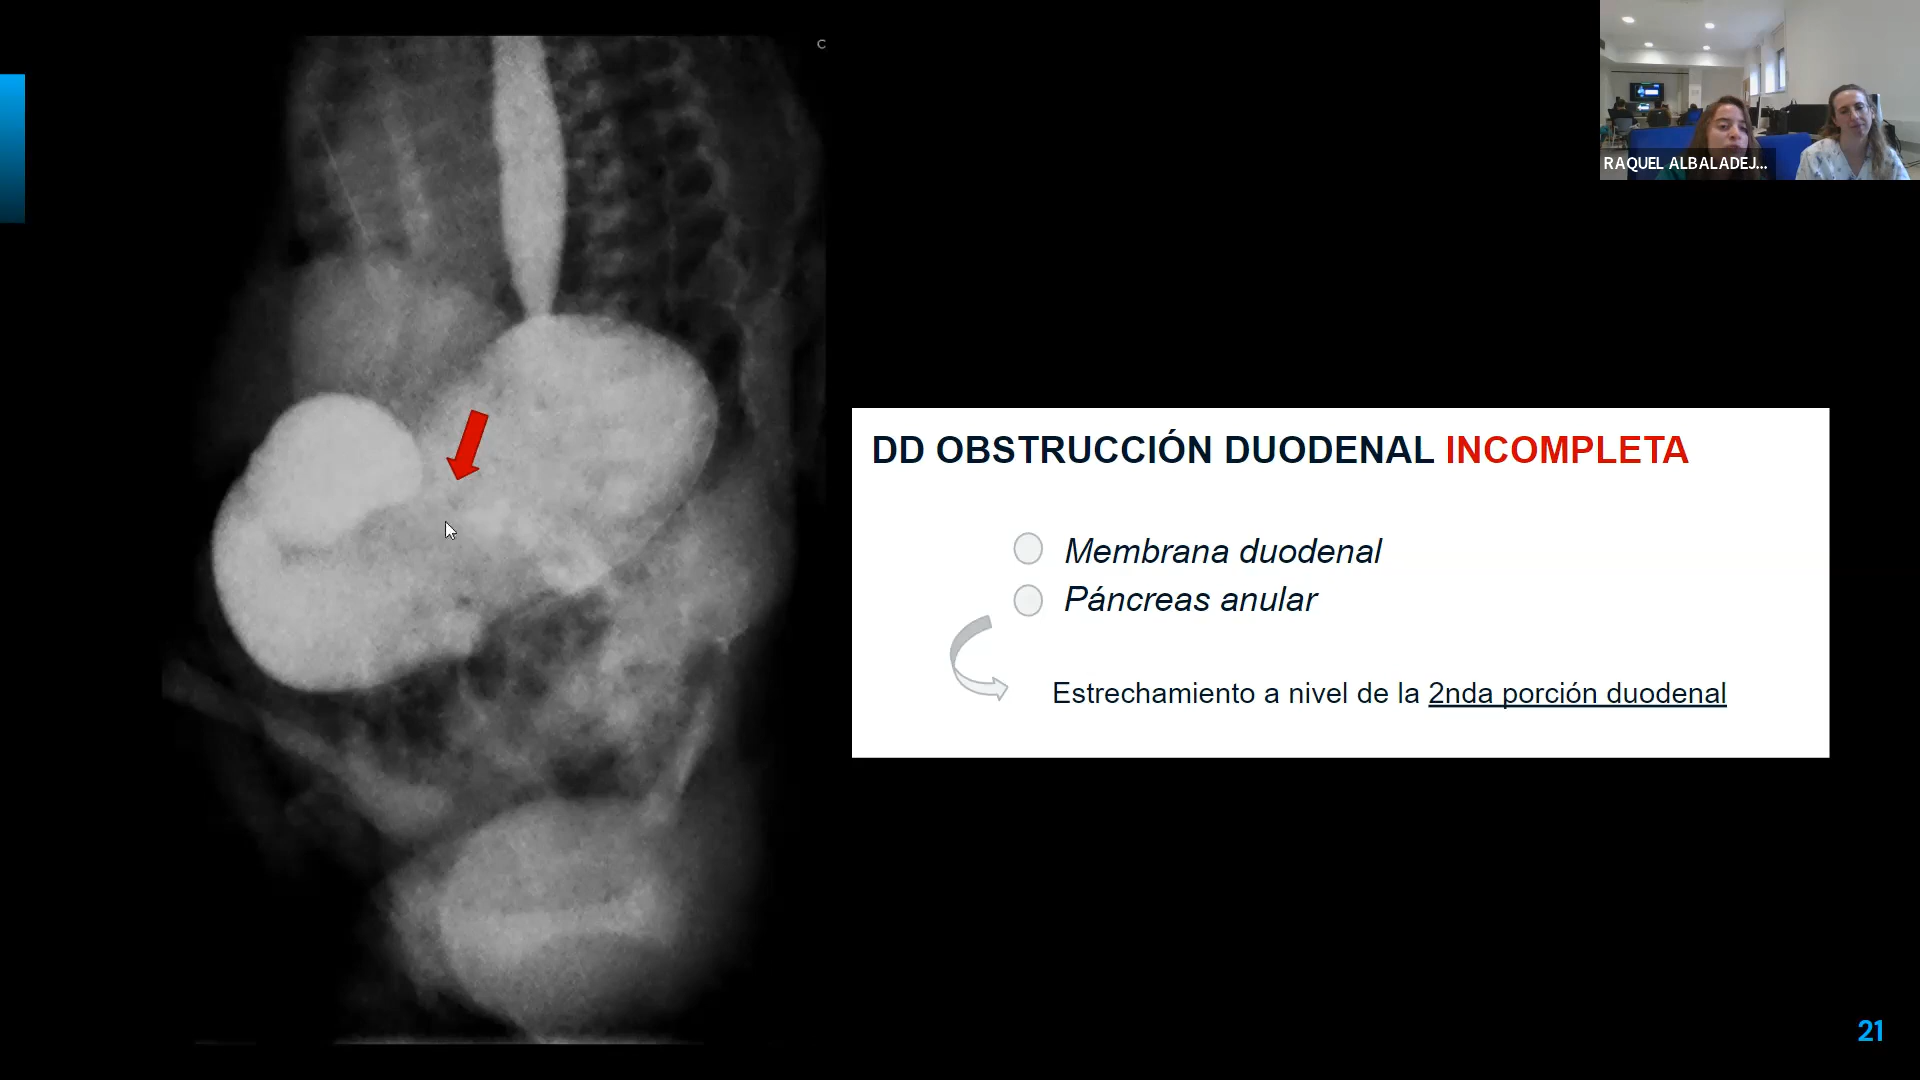 C
RAQUEL ALBALADEJ...
DD OBSTRUCCIÓN DUODENAL INCOMPLETA
Membrana duodenal
Páncreas anular
Estrechamiento a nivel de la 2nda porción duodenal
21